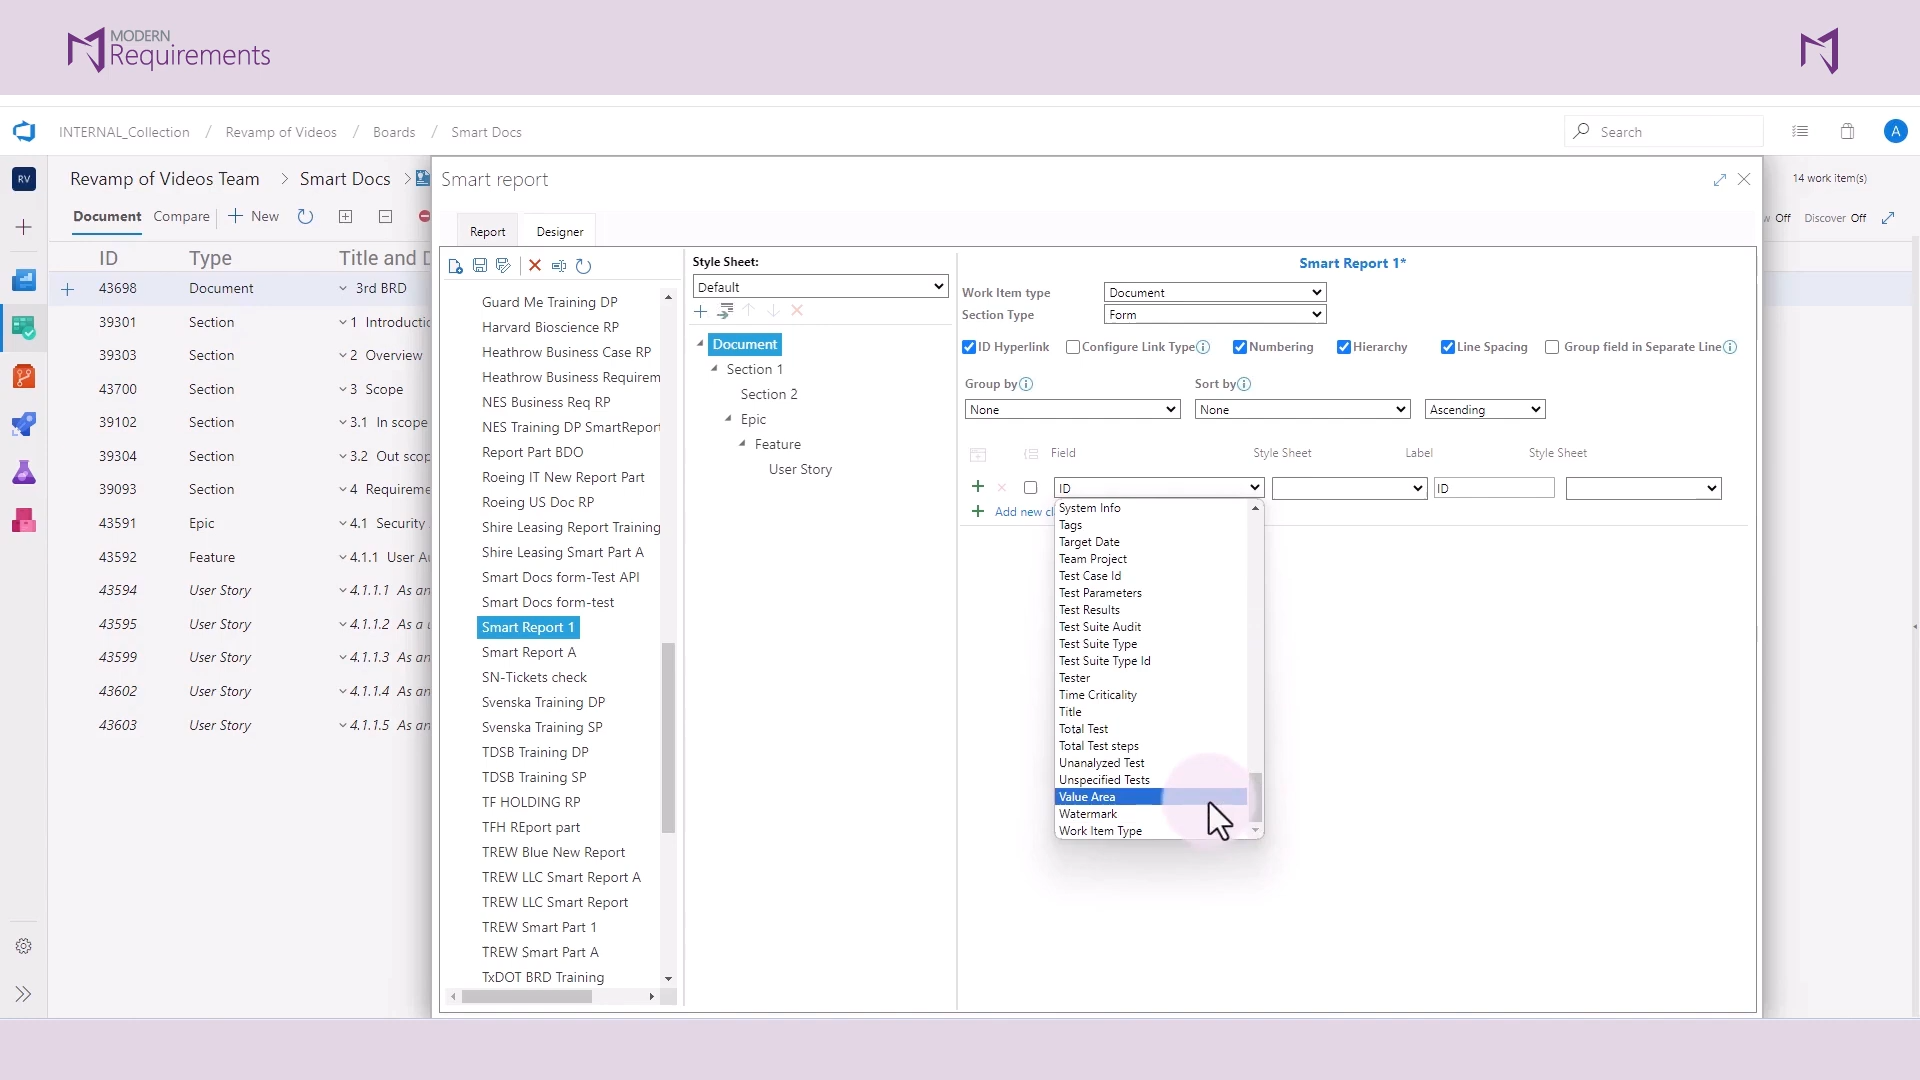 MODERN
Requirements
INTERNAL_Collection / Revamp of Videos / Boards / Smart Docs
Search
A
RV
Revamp of Videos Team > Smart Docs >
Document Compare New
ID Type Title and D
43698 Document 3rd BRD
39301 Section 1 Introductio
39303 Section 2 Overview
43700 Section 3 Scope
39102 Section 3.1 In scope
39304 Section 3.2 Out scop
39093 Section 4 Requireme
43591 Epic 4.1 Security
43592 Feature 4.1.1 User Au
43594 User Story 4.1.1.1 As an
43595 User Story 4.1.1.2 As a u
43599 User Story 4.1.1.3 As an
43602 User Story 4.1.1.4 As an
43603 User Story 4.1.1.5 As an
14 work item(s)
w Off Discover Off
Smart report
Report Designer
Guard Me Training DP
Harvard Bioscience RP
Heathrow Business Case RP
Heathrow Business Requirem
NES Business Req RP
NES Training DP SmartReport
Report Part BDO
Roeing IT New Report Part
Roeing US Doc RP
Shire Leasing Report Training
Shire Leasing Smart Part A
Smart Docs form-Test API
Smart Docs form-test
Smart Report 1
Smart Report A
SN-Tickets check
Svenska Training DP
Svenska Training SP
TDSB Training DP
TDSB Training SP
TF HOLDING RP
TFH REport part
TREW Blue New Report
TREW LLC Smart Report A
TREW LLC Smart Report
TREW Smart Part 1
TREW Smart Part A
TxDOT BRD Training
Style Sheet:
Default
Document
Section 1
Section 2
Epic
Feature
User Story
Smart Report 1*
Work Item type Document
Section Type Form
ID Hyperlink Configure Link Type Numbering Hierarchy Line Spacing Group field in Separate Line
Group by Sort by
None None Ascending
Field Style Sheet Label Style Sheet
ID ID
Add new cl
System Info
Tags
Target Date
Team Project
Test Case Id
Test Parameters
Test Results
Test Suite Audit
Test Suite Type
Test Suite Type Id
Tester
Time Criticality
Title
Total Test
Total Test steps
Unanalyzed Test
Unspecified Tests
Value Area
Watermark
Work Item Type